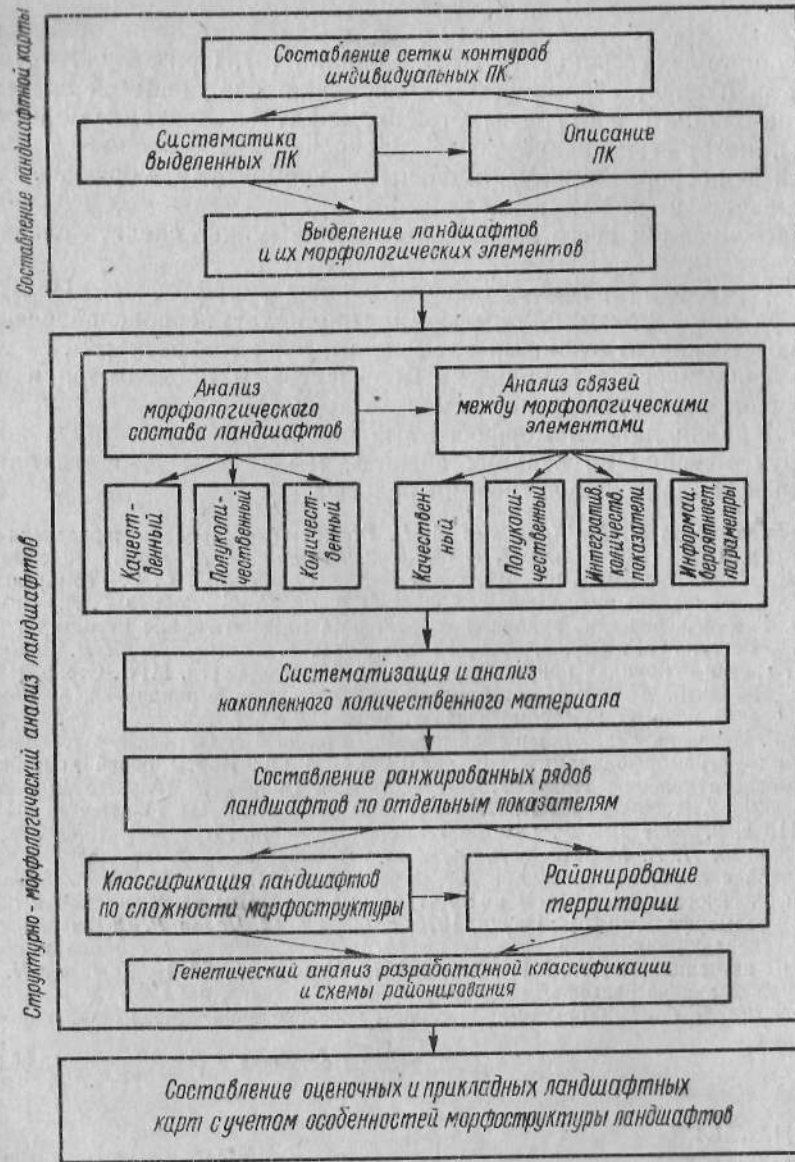 Составление ландшафтной карты
Составление сетки контуров
индивидуальных ПК
Систематика
выделенных ПК
Описание
ПК
Выделение ландшафтов
и их морфологических элементов
Структурно-морфологический анализ ландшафтов
Анализ
морфологического
состава ландшафтов
Анализ связей
между морфологическими
элементами
Качест-
венный
Полуколи-
чественный
Количест-
венный
Качествен-
ный
Полуколи-
чественный
Интегратив.
количеств.
показатели
Информац.
вероятност.
параметры
Систематизация и анализ
накопленного количественного материала
Составление ранжированных рядов
ландшафтов по отдельным показателям
Классификация ландшафтов
по сложности морфоструктуры
Районирование
территории
Генетический анализ разработанной классификации
и схемы районирования
Составление оценочных и прикладных ландшафтных
карт с учетом особенностей морфоструктуры ландшафтов